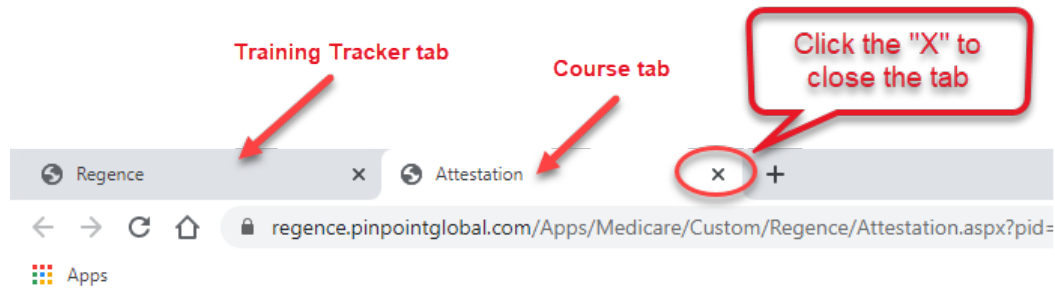 Training Tracker tab
Course tab
Click the "X" to
close the tab
Regence
Attestation
regence.pinpointglobal.com/Apps/Medicare/Custom/Regence/Attestation.aspx?pid=
Apps